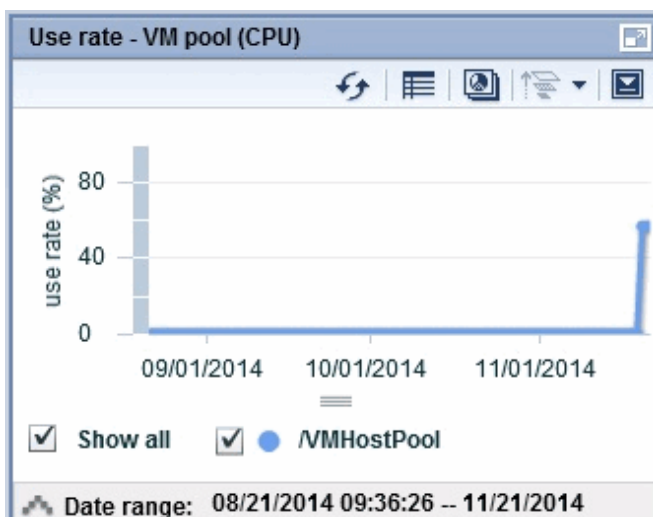 Use rate - VM pool (CPU)
use rate (%)
80
40
0
09/01/2014 10/01/2014 11/01/2014
Show all /VMHostPool
Date range: 08/21/2014 09:36:26 -- 11/21/2014